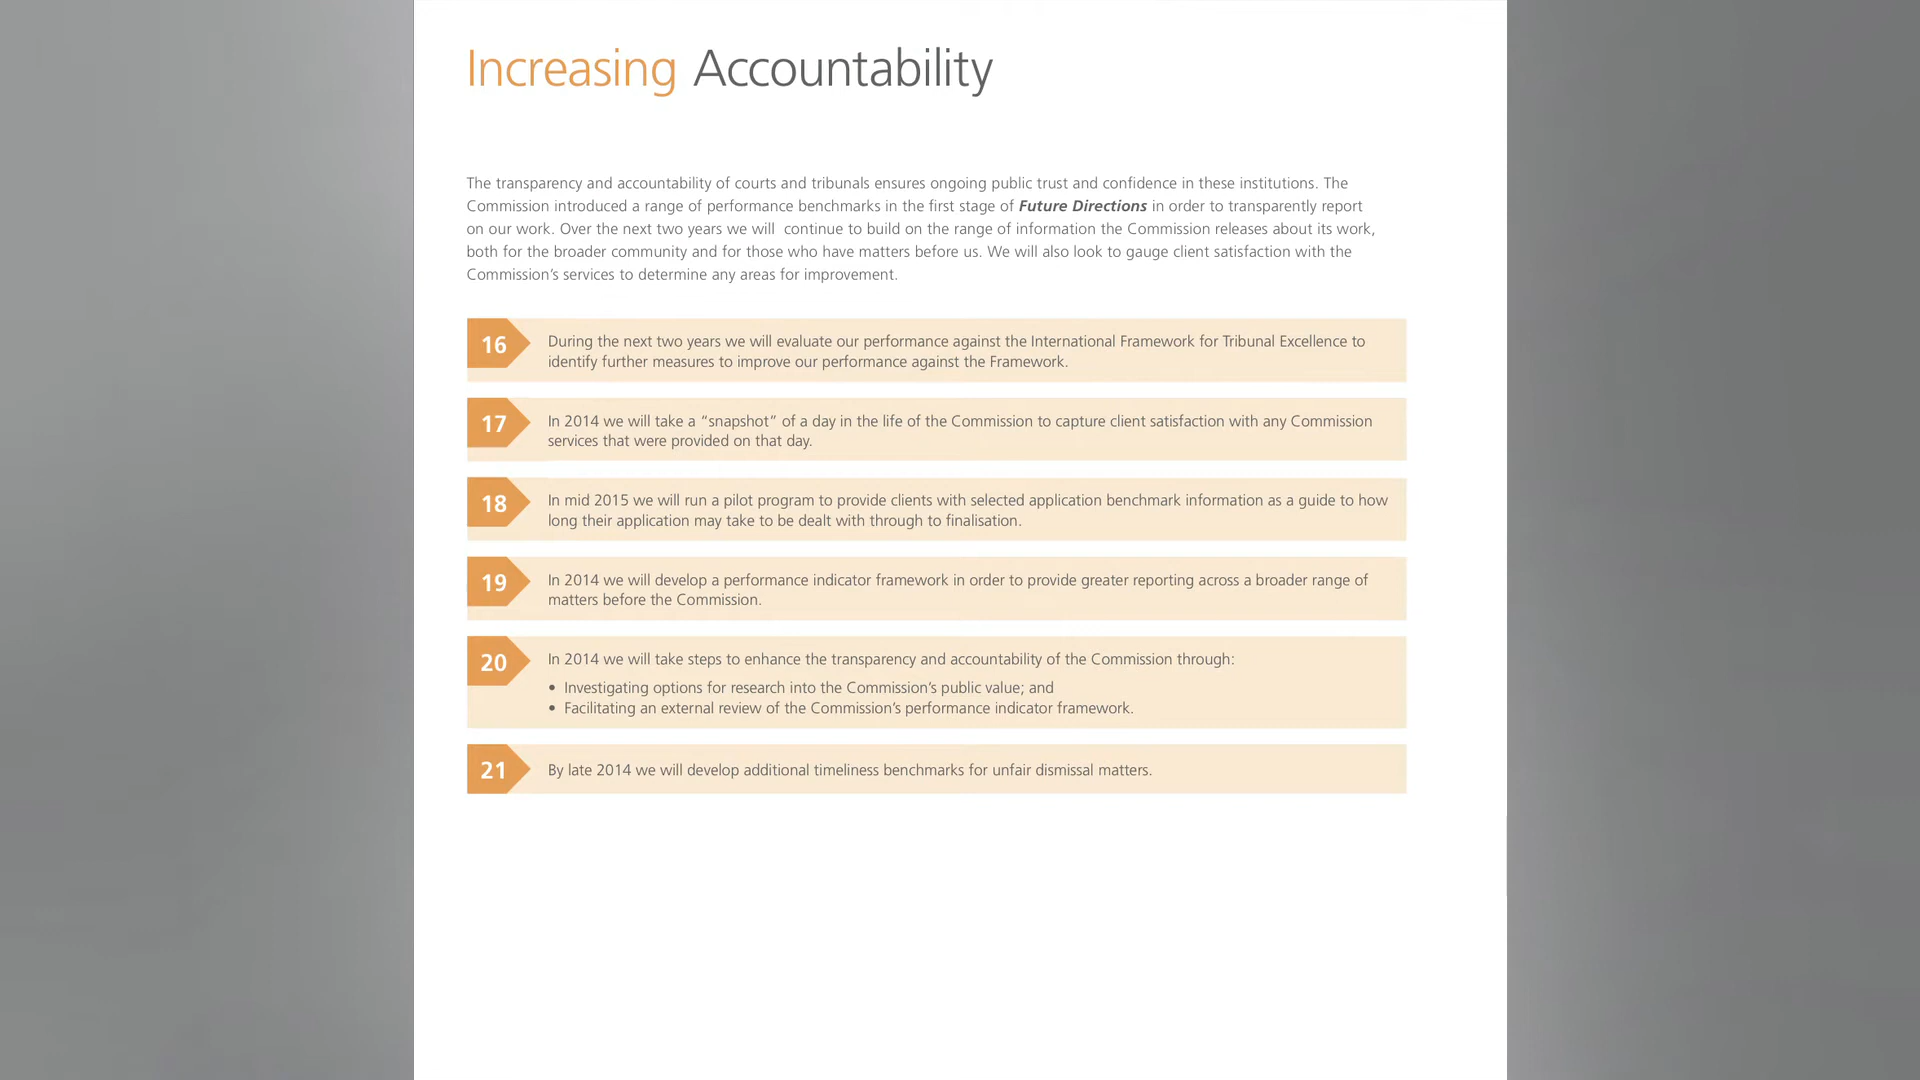 Increasing Accountability
The transparency and accountability of courts and tribunals ensures ongoing public trust and confidence in these institutions. The
Commission introduced a range of performance benchmarks in the first stage of Future Directions in order to transparently report
on our work. Over the next two years we will  continue to build on the range of information the Commission releases about its work,
both for the broader community and for those who have matters before us. We will also look to gauge client satisfaction with the
Commission’s services to determine any areas for improvement.
16 During the next two years we will evaluate our performance against the International Framework for Tribunal Excellence to
identify further measures to improve our performance against the Framework.
17 In 2014 we will take a “snapshot” of a day in the life of the Commission to capture client satisfaction with any Commission
services that were provided on that day.
18 In mid 2015 we will run a pilot program to provide clients with selected application benchmark information as a guide to how
long their application may take to be dealt with through to finalisation.
19 In 2014 we will develop a performance indicator framework in order to provide greater reporting across a broader range of
matters before the Commission.
20 In 2014 we will take steps to enhance the transparency and accountability of the Commission through:
• Investigating options for research into the Commission’s public value; and
• Facilitating an external review of the Commission’s performance indicator framework.
21 By late 2014 we will develop additional timeliness benchmarks for unfair dismissal matters.